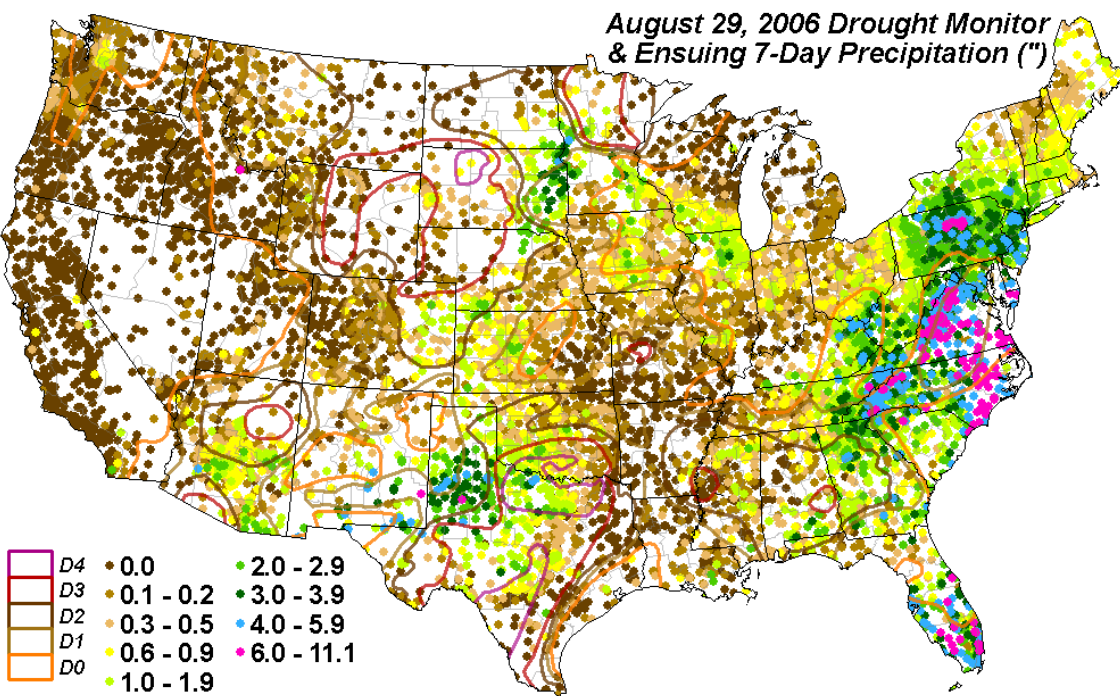 August 29, 2006 Drought Monitor
& Ensuing 7-Day Precipitation (")
D4
D3
D2
D1
D0
0.0
0.1 - 0.2
0.3 - 0.5
0.6 - 0.9
1.0 - 1.9
2.0 - 2.9
3.0 - 3.9
4.0 - 5.9
6.0 - 11.1